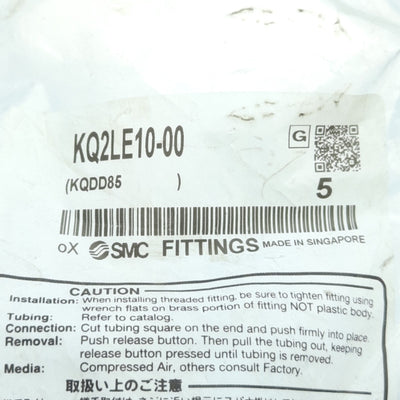 KQ2LE10-00
G
(KQDD85 )
5
oX SMC FITTINGS MADE IN SINGAPORE
CAUTION
Installation: When installing threaded fitting, be sure to tighten fitting using
wrench flats on brass portion of fitting NOT plastic body.
Tubing: Refer to catalog.
Connection: Cut tubing square on the end and push firmly into place.
Removal: Push release button. Then pull the tubing out, keeping
release button pressed until tubing is removed.
Media: Compressed Air, others consult Factory.
取扱い上のご注意